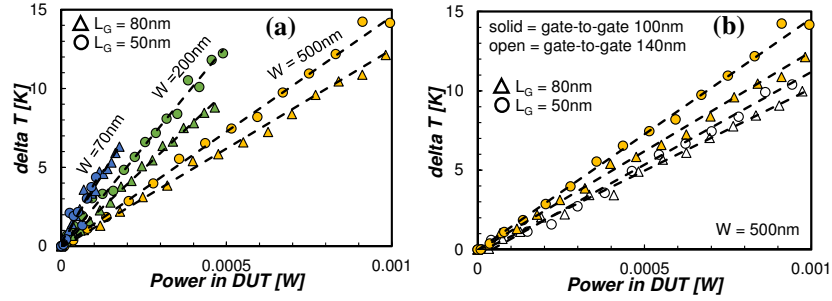 15
10
5
0
delta T [K]
(a)
L_G = 80nm
L_G = 50nm
W = 70nm
W = 200nm
W = 500nm
0
0.0005
0.001
Power in DUT [W]
15
10
5
0
delta T [K]
(b)
solid = gate-to-gate 100nm
open = gate-to-gate 140nm
L_G = 80nm
L_G = 50nm
W = 500nm
0
0.0005
0.001
Power in DUT [W]